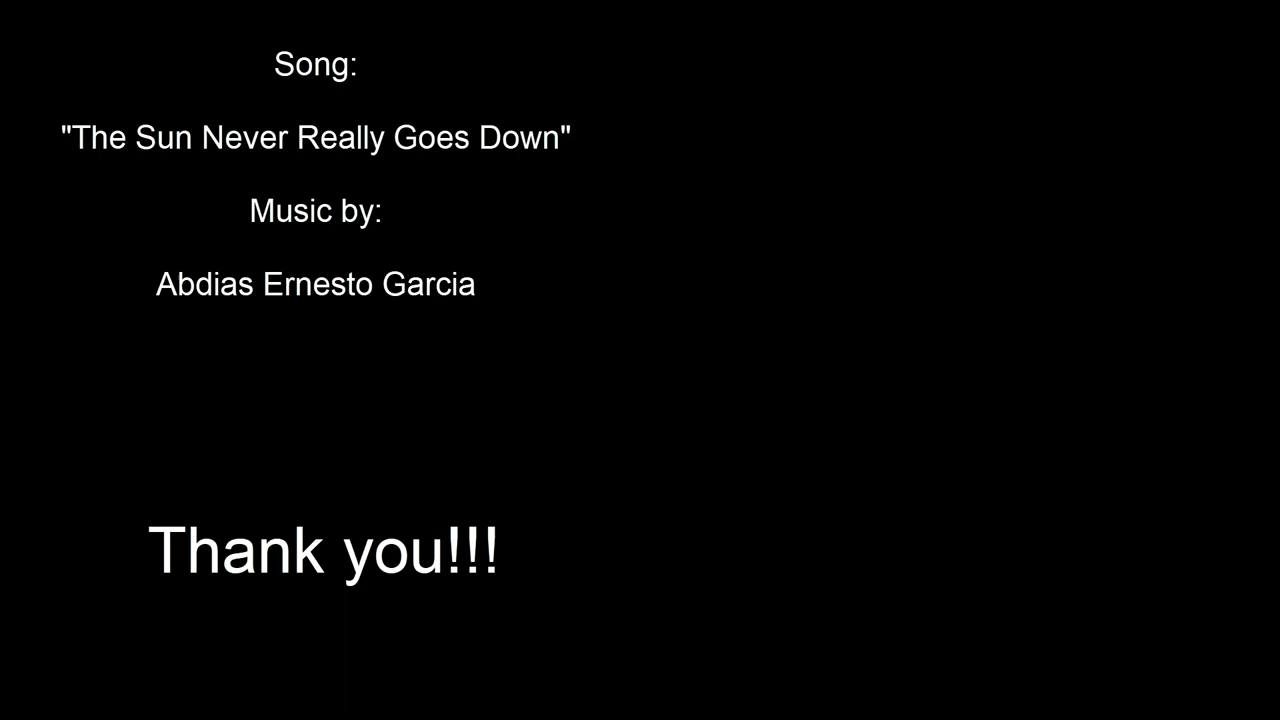 Song:
"The Sun Never Really Goes Down"
Music by:
Abdias Ernesto Garcia
Thank you!!!